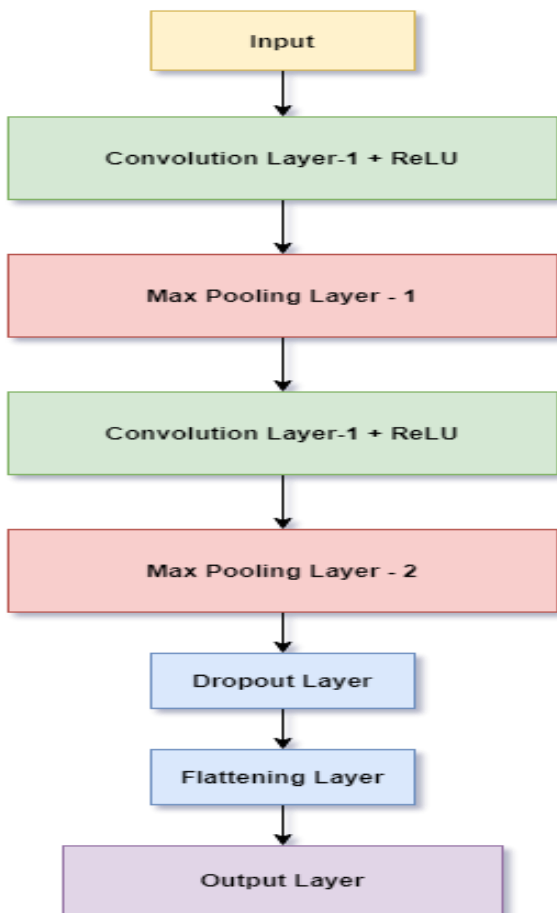 Input
Convolution Layer-1 + ReLU
Max Pooling Layer - 1
Convolution Layer-1 + ReLU
Max Pooling Layer - 2
Dropout Layer
Flattening Layer
Output Layer